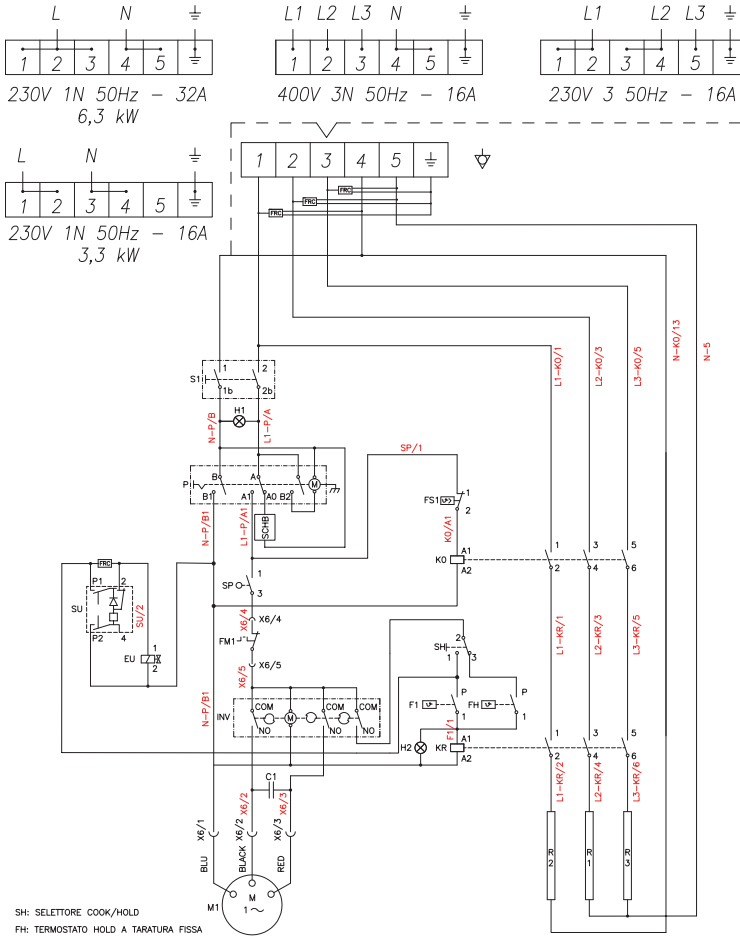 L N ⏚
1 2 3 4 5
230V 1N 50Hz - 32A
6,3 kW
L1 L2 L3 N
1 2 3 4 5
400V 3N 50Hz - 16A
L1 L2 L3
1 2 3 4 5
230V 3 50Hz - 16A
L N
1 2 3 4 5
230V 1N 50Hz - 16A
3,3 kW
1 2 3 4 5
FRC
FRC
FRC
L1-K0/1
L2-K0/3
L3-K0/5
N-K0/13
N-5
S1
1 2
1b 2b
H1
N-P/B
L1-P/A
SP/1
P
B A
B1 A1 A0 B2
M
SCHB
N-P/B1
L1-P/A1
FS1
1
2
K0/A1
K0
A1
A2
1 3 5
2 4 6
FRC
SU
P1 2
P2 4
SU/2
EU
1
2
SP
1
3
X6/4
X6/4
FM1
X6/5
X6/5
N-P/B1
INV
COM COM COM
M
NO NO NO
SH
2
1 3
F1
P
1
FH
P
1
F1/1
H2
KR
A1
A2
L1-KR/1
L2-KR/3
L3-KR/5
1 3 5
2 4 6
L1-KR/2
L2-KR/4
L3-KR/6
C1
X6/2
X6/3
X6/1
X6/2
X6/3
BLU
BLACK
RED
M1
M
1~
R2
R1
R3
SH: SELETTORE COOK/HOLD
FH: TERMOSTATO HOLD A TARATURA FISSA